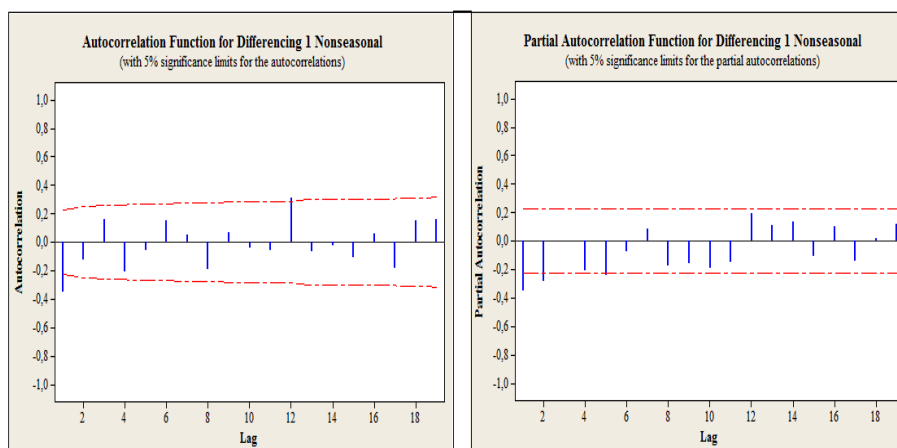 Autocorrelation Function for Differencing 1 Nonseasonal
(with 5% significance limits for the autocorrelations)
1,0
0,8
0,6
0,4
0,2
0,0
-0,2
-0,4
-0,6
-0,8
-1,0
Autocorrelation
2 4 6 8 10 12 14 16 18
Lag
Partial Autocorrelation Function for Differencing 1 Nonseasonal
(with 5% significance limits for the partial autocorrelations)
1,0
0,8
0,6
0,4
0,2
0,0
-0,2
-0,4
-0,6
-0,8
-1,0
Partial Autocorrelation
2 4 6 8 10 12 14 16 18
Lag